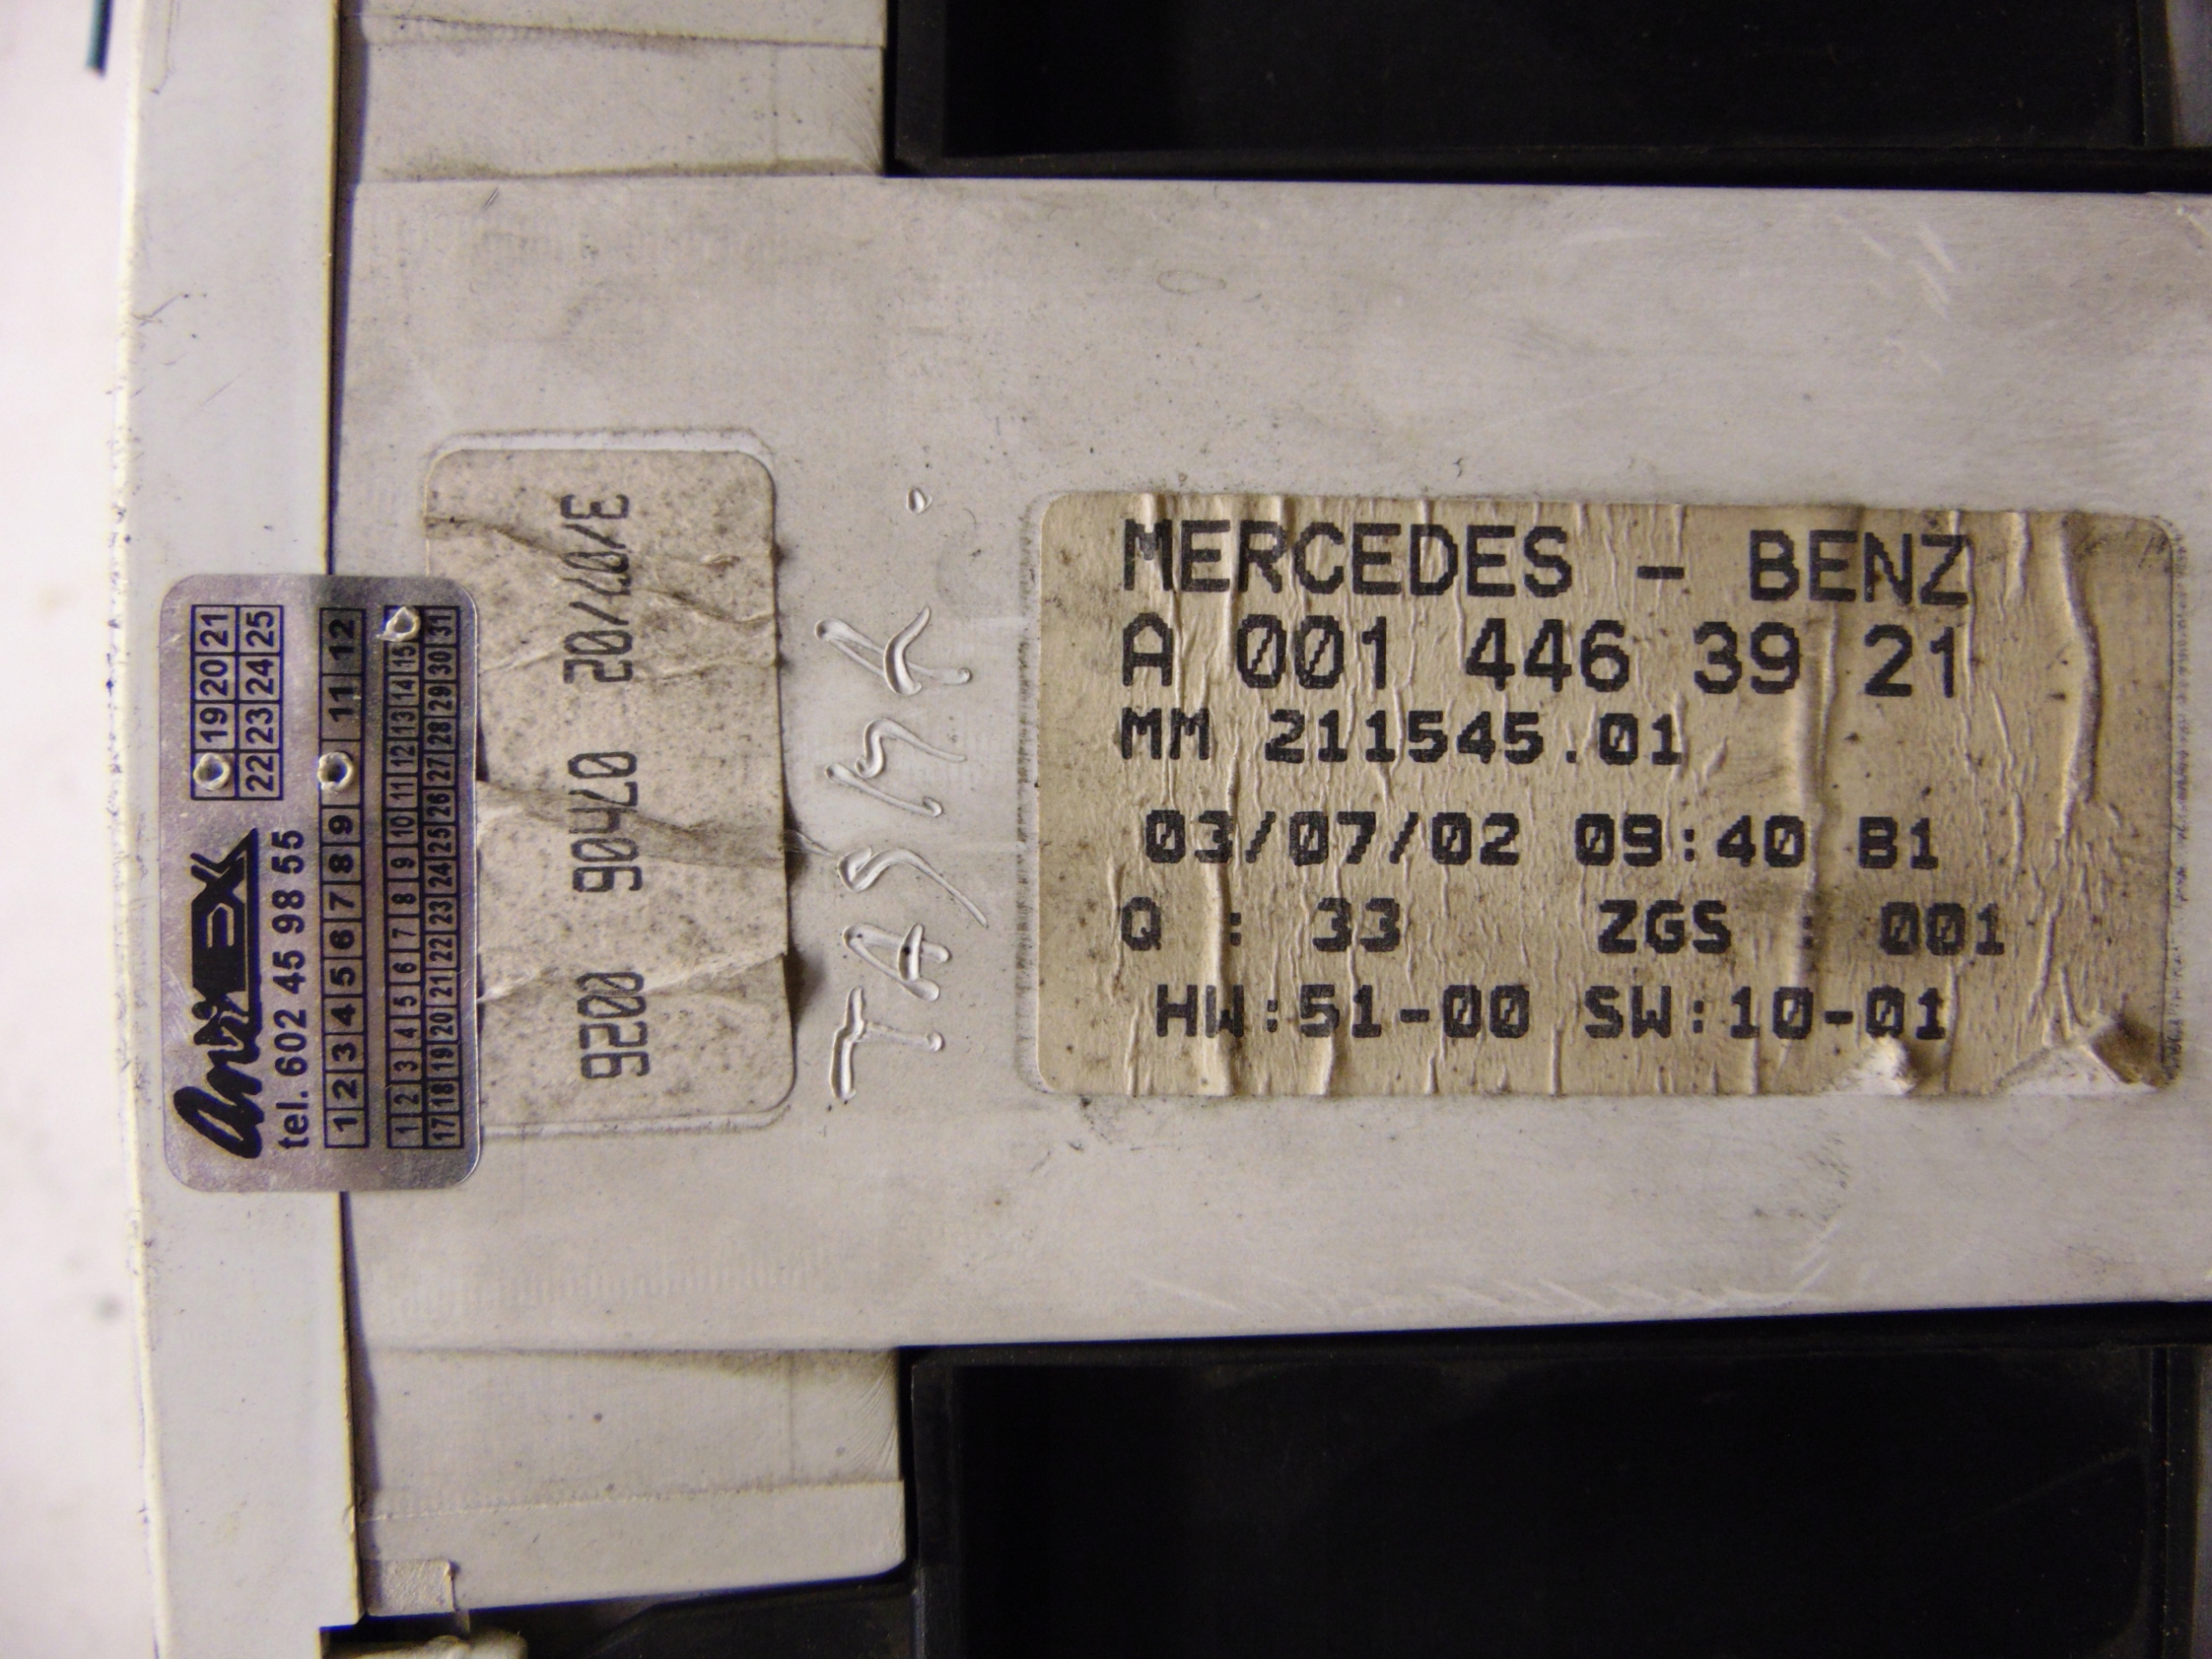 MERCEDES - BENZ
A 001 446 39 21
MM 211545.01
03/07/02 09:40 B1
Q : 33 ZGS : 001
HW:51-00 SW:10-01
9200 90470 20/07/3
TASMA
tel. 602 45 98 55
19 20 21
22 23 24 25
1 2 3 4 5 6 7 8 9 11 12
1 2 3 4 5 6 7 8 9 10 11 12 13 14 15
17 18 19 20 21 22 23 24 25 26 27 28 29 30 31